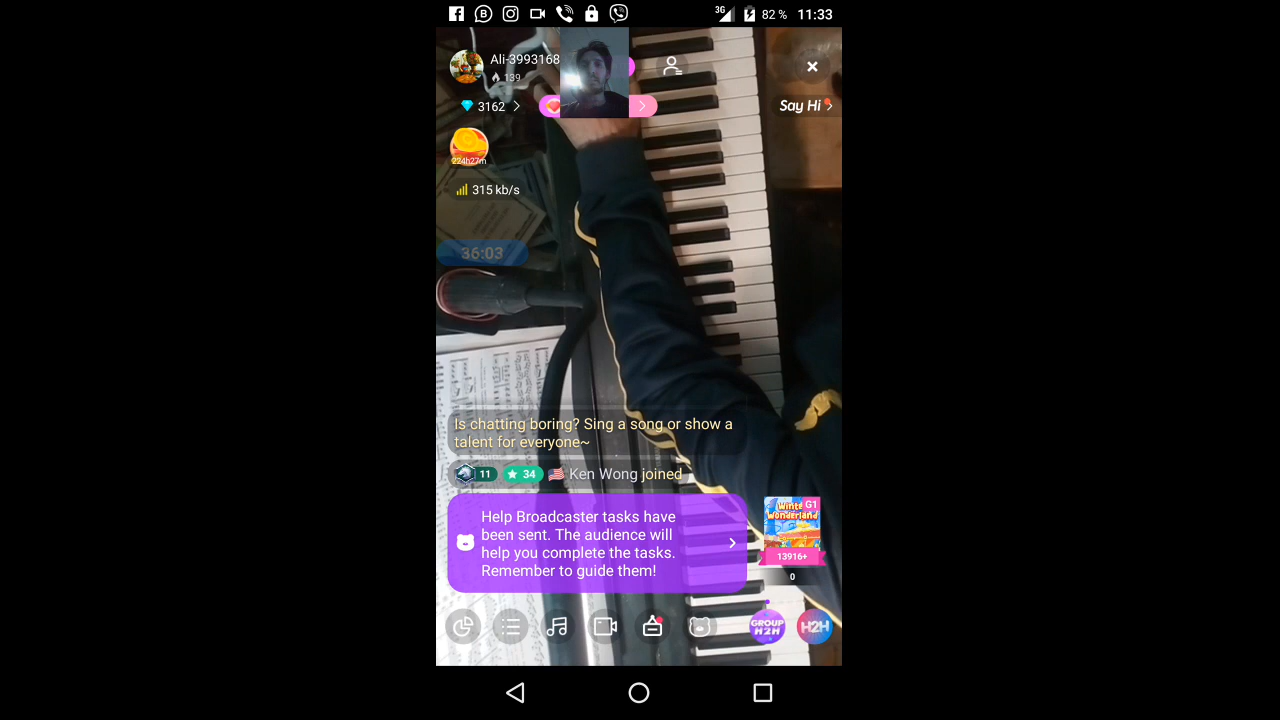 3G 82 % 11:33
Ali-3993168
139
3162
Say Hi
224h27m
315 kb/s
36:03
Is chatting boring? Sing a song or show a
talent for everyone~
11 34 Ken Wong joined
Help Broadcaster tasks have
been sent. The audience will
help you complete the tasks.
Remember to guide them!
G1
Winte
Wonderland
13916+
0
GROUP
H2H
H2H